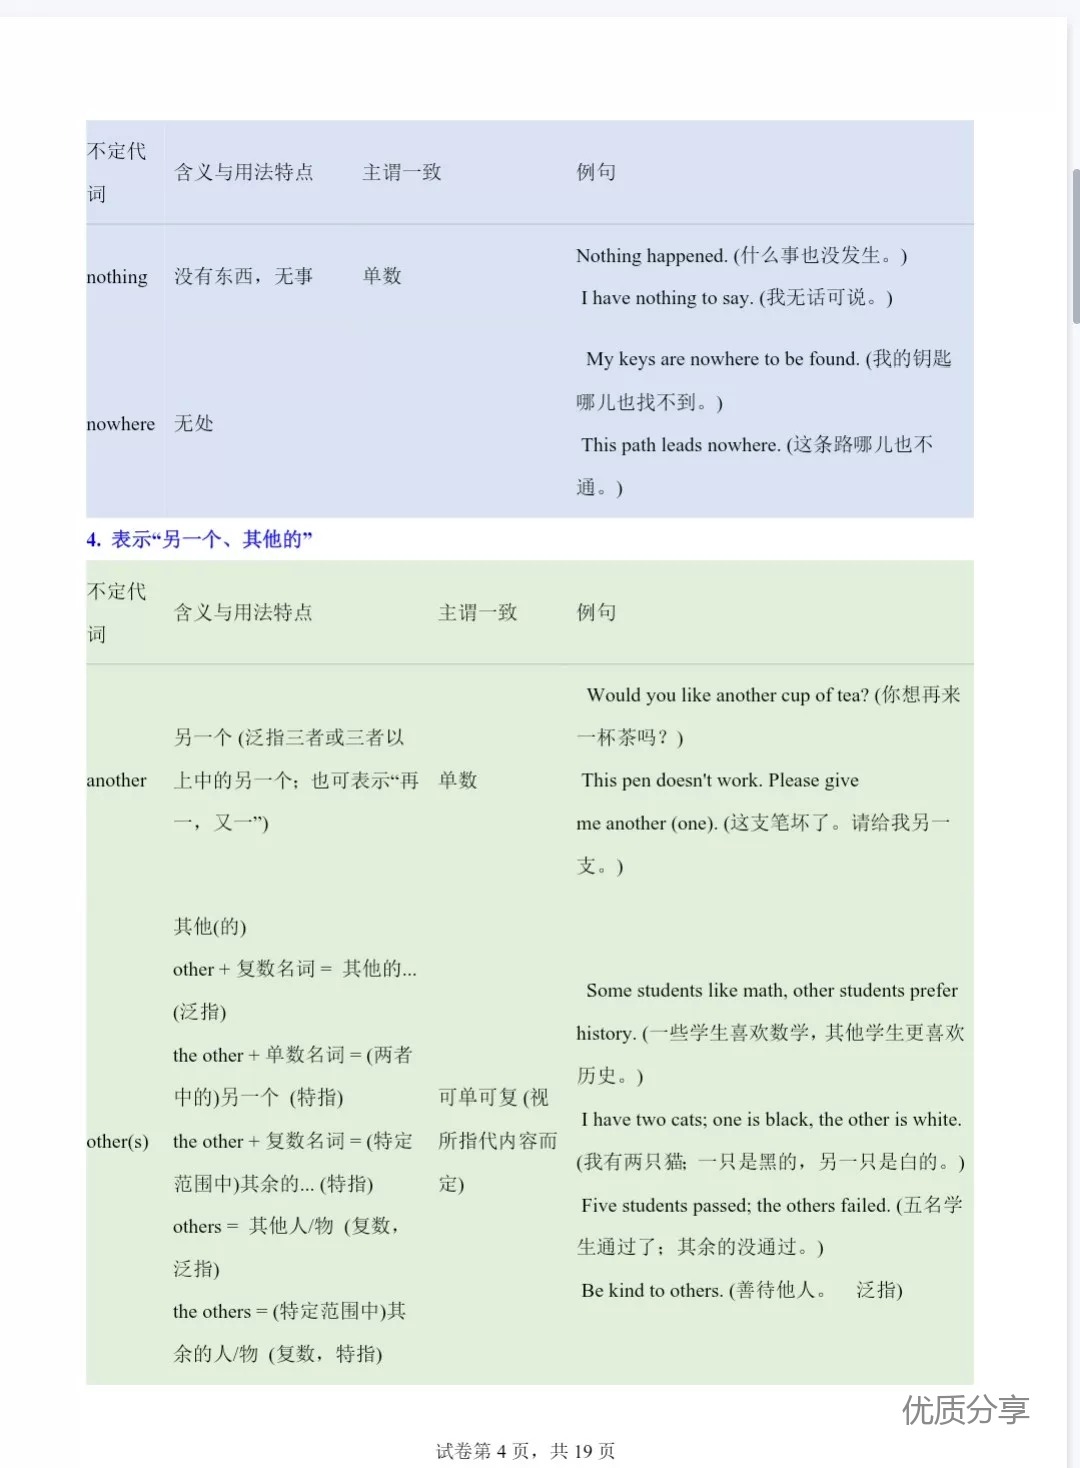 不定代
词
含义与用法特点
主谓一致
例句
nothing
没有东西，无事
单数
Nothing happened. (什么事也没发生。)
I have nothing to say. (我无话可说。)
nowhere
无处
My keys are nowhere to be found. (我的钥匙
哪儿也找不到。)
This path leads nowhere. (这条路哪儿也不
通。)
4. 表示“另一个、其他的”
不定代
词
含义与用法特点
主谓一致
例句
another
另一个 (泛指三者或三者以
上中的另一个；也可表示“再
一，又一”)
单数
Would you like another cup of tea? (你想再来
一杯茶吗？)
This pen doesn't work. Please give
me another (one). (这支笔坏了。请给我另一
支。)
other(s)
其他(的)
other + 复数名词 = 其他的...
(泛指)
the other + 单数名词 = (两者
中的)另一个 (特指)
the other + 复数名词 = (特定
范围中)其余的... (特指)
others = 其他人/物 (复数，
泛指)
the others = (特定范围中)其
余的人/物 (复数，特指)
可单可复 (视
所指代内容而
定)
Some students like math, other students prefer
history. (一些学生喜欢数学，其他学生更喜欢
历史。)
I have two cats; one is black, the other is white.
(我有两只猫；一只是黑的，另一只是白的。)
Five students passed; the others failed. (五名学
生通过了；其余的没通过。)
Be kind to others. (善待他人。 泛指)
优质分享
试卷第 4 页，共 19 页